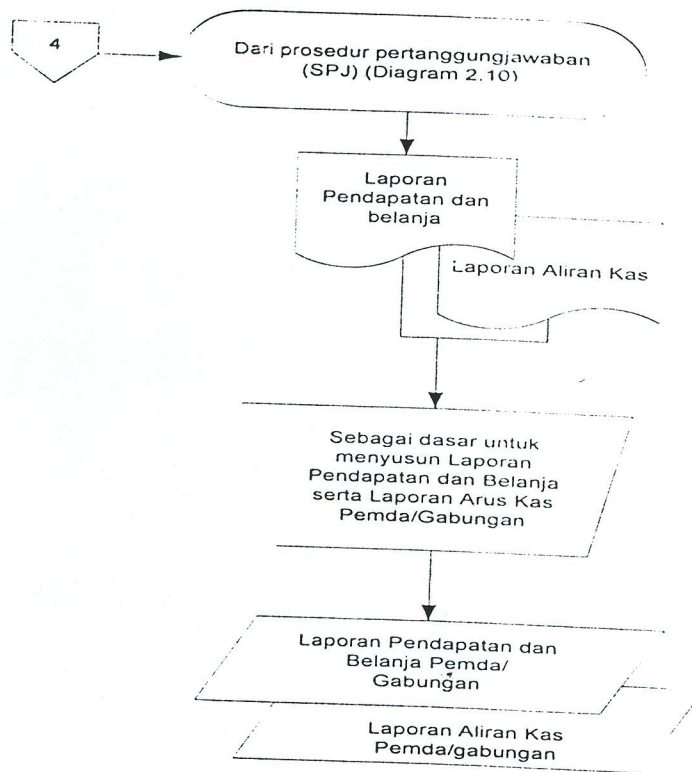 4
Dari prosedur pertanggungjawaban
(SPJ) (Diagram 2.10)
Laporan
Pendapatan dan
belanja
Laporan Aliran Kas
Sebagai dasar untuk
menyusun Laporan
Pendapatan dan Belanja
serta Laporan Arus Kas
Pemda/Gabungan
Laporan Pendapatan dan
Belanja Pemda/
Gabungan
Laporan Aliran Kas
Pemda/gabungan